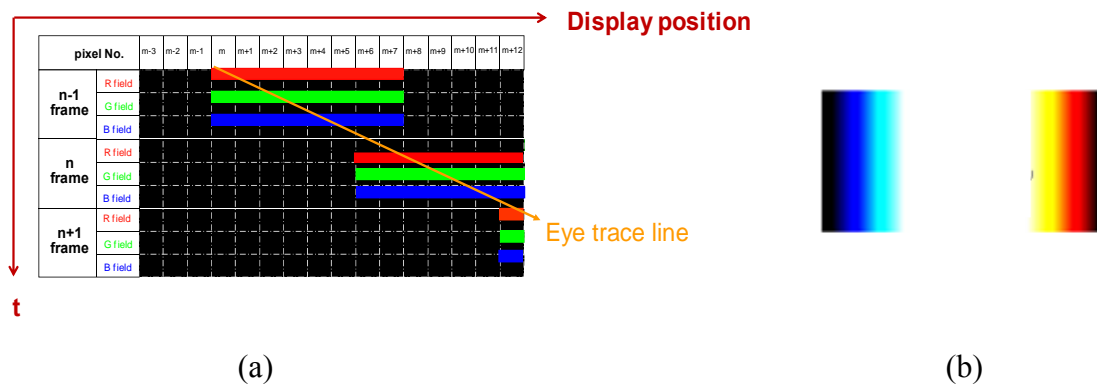 Display position
pixel No. m-3 m-2 m-1 m m+1 m+2 m+3 m+4 m+5 m+6 m+7 m+8 m+9 m+10 m+11 m+12
n-1 frame
R field
G field
B field
n frame
R field
G field
B field
n+1 frame
R field
G field
B field
Eye trace line
t
(a) (b)